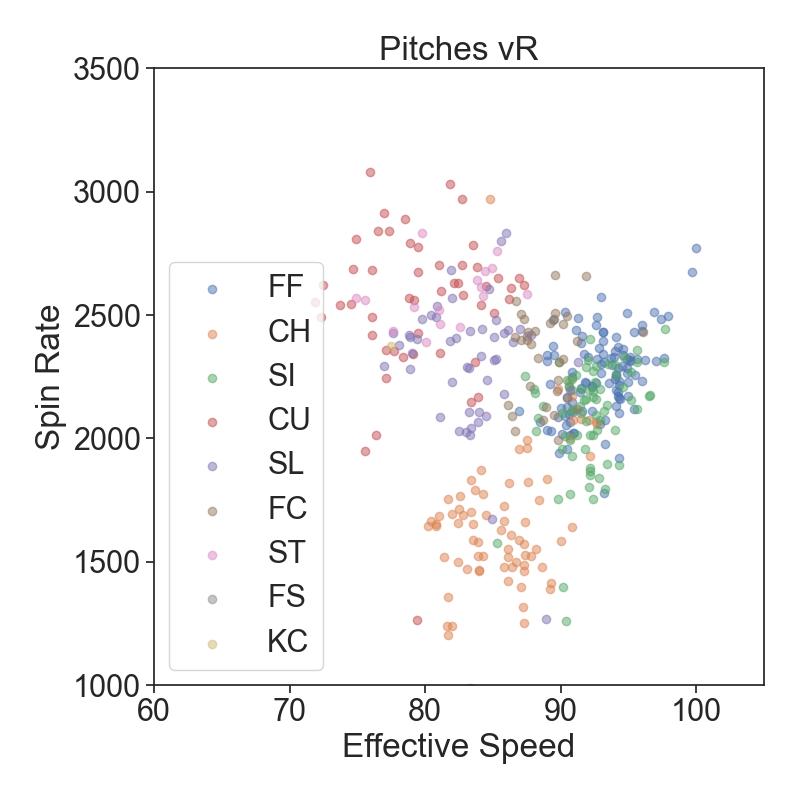 Pitches vR
3500
3000
2500
2000
1500
1000
Spin Rate
FF
CH
SI
CU
SL
FC
ST
FS
KC
60 70 80 90 100
Effective Speed